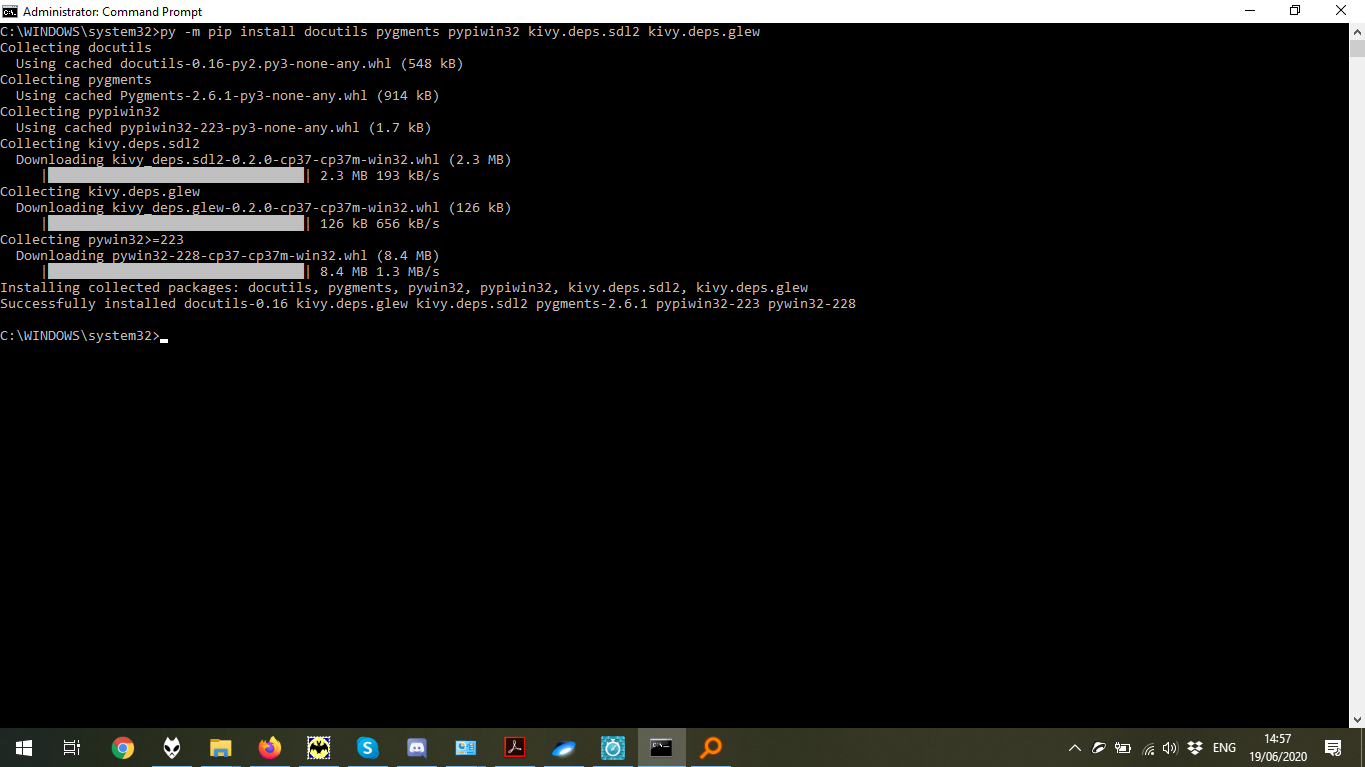 Administrator: Command Prompt
C:\WINDOWS\system32>py -m pip install docutils pygments pypiwin32 kivy.deps.sdl2 kivy.deps.glew
Collecting docutils
  Using cached docutils-0.16-py2.py3-none-any.whl (548 kB)
Collecting pygments
  Using cached Pygments-2.6.1-py3-none-any.whl (914 kB)
Collecting pypiwin32
  Using cached pypiwin32-223-py3-none-any.whl (1.7 kB)
Collecting kivy.deps.sdl2
  Downloading kivy_deps.sdl2-0.2.0-cp37-cp37m-win32.whl (2.3 MB)
| | 2.3 MB 193 kB/s
Collecting kivy.deps.glew
  Downloading kivy_deps.glew-0.2.0-cp37-cp37m-win32.whl (126 kB)
| | 126 kB 656 kB/s
Collecting pywin32>=223
  Downloading pywin32-228-cp37-cp37m-win32.whl (8.4 MB)
| | 8.4 MB 1.3 MB/s
Installing collected packages: docutils, pygments, pywin32, pypiwin32, kivy.deps.sdl2, kivy.deps.glew
Successfully installed docutils-0.16 kivy.deps.glew kivy.deps.sdl2 pygments-2.6.1 pypiwin32-223 pywin32-228
C:\WINDOWS\system32>
ENG
14:57
19/06/2020